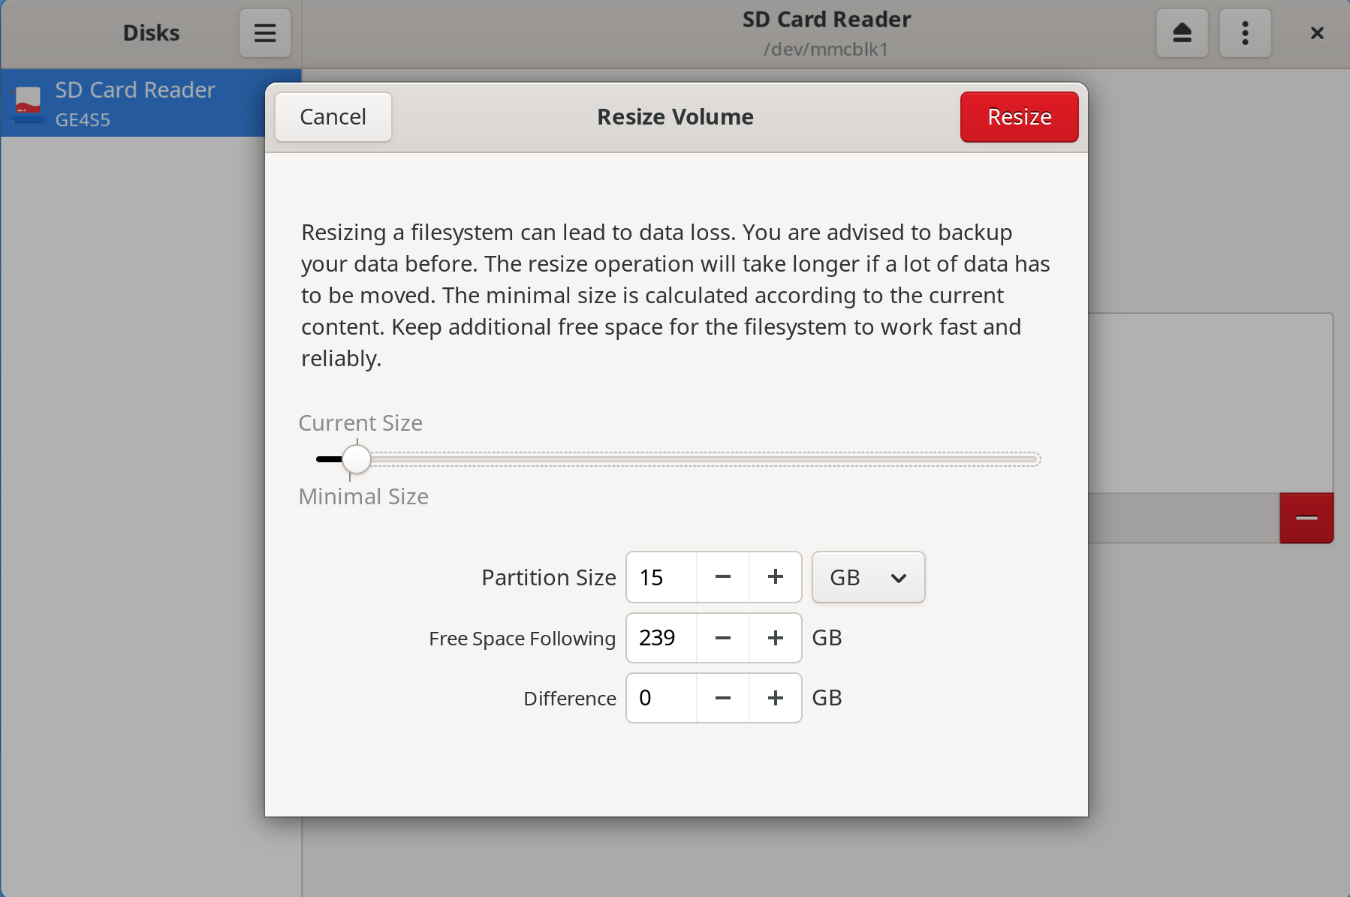 Disks
SD Card Reader
/dev/mmcblk1
SD Card Reader
GE4S5
Cancel
Resize Volume
Resize
Resizing a filesystem can lead to data loss. You are advised to backup
your data before. The resize operation will take longer if a lot of data has
to be moved. The minimal size is calculated according to the current
content. Keep additional free space for the filesystem to work fast and
reliably.
Current Size
Minimal Size
Partition Size 15 GB
Free Space Following 239 GB
Difference 0 GB